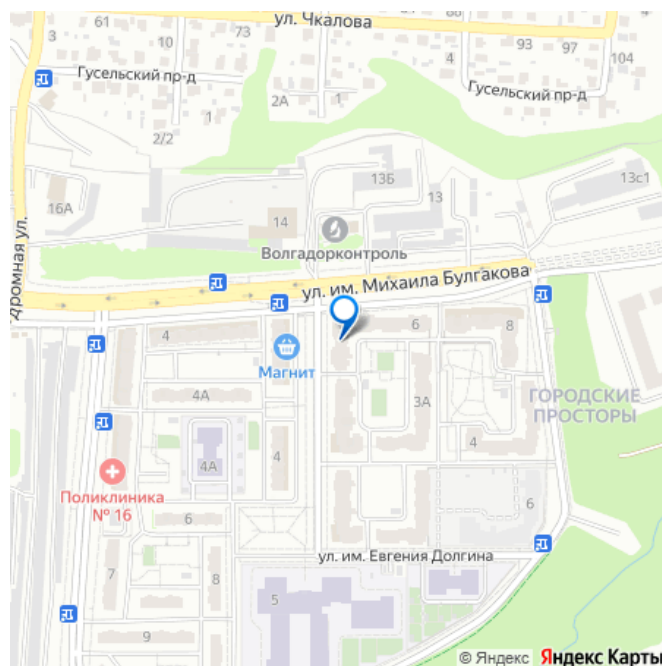 ул. Чкалова
3
10
73
61
4
93
97
104
Гусельский пр-д
2А
1
1
Гусельский пр-д
2/2
13Б
13с1
16А
13
14
Волгадорконтроль
дромная ул.
ул. им. Михаила Булгакова
4
6
8
Магнит
4А
3А
ГОРОДСКИЕ
ПРОСТОРЫ
4А
4
4
Поликлиника
№ 16
6
6
7
8
ул. им. Евгения Долгина
5
9
© Яндекс Яндекс Карты